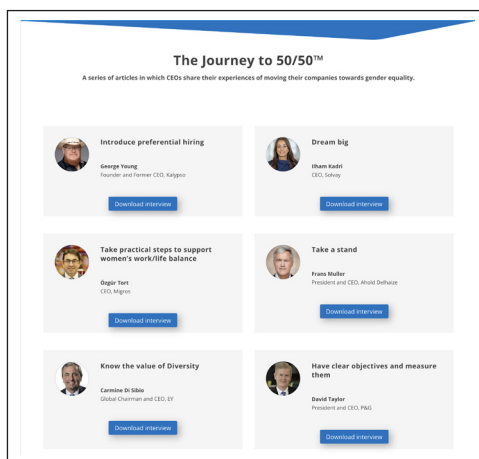 The Journey to 50/50™
A series of articles in which CEOs share their experiences of moving their companies towards gender equality.
Introduce preferential hiring
George Young
Founder and Former CEO, Kalypso
Download interview
Dream big
Ilham Kadri
CEO, Solvay
Download interview
Take practical steps to support
women's work/life balance
Özgür Tort
CEO, Migros
Download interview
Take a stand
Frans Muller
President and CEO, Ahold Delhaize
Download interview
Know the value of Diversity
Carmine Di Sibio
Global Chairman and CEO, EY
Download interview
Have clear objectives and measure
them
David Taylor
President and CEO, P&G
Download interview